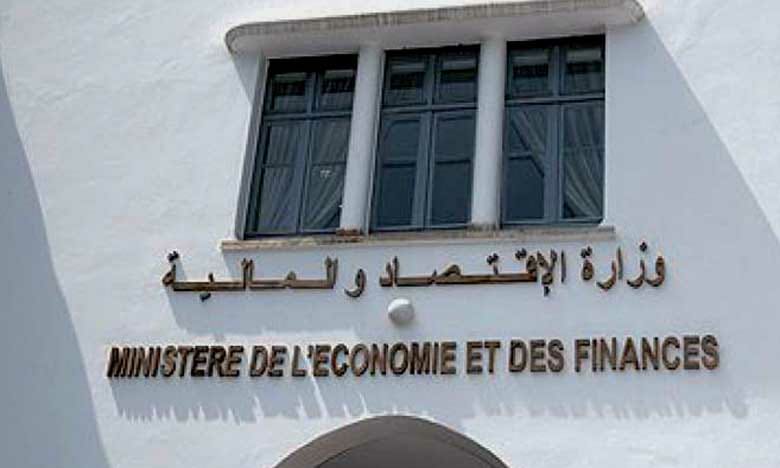 وزارة الإقتصاد والمالية
MINISTERE DE L'ECONOMIE ET DES FINANCES